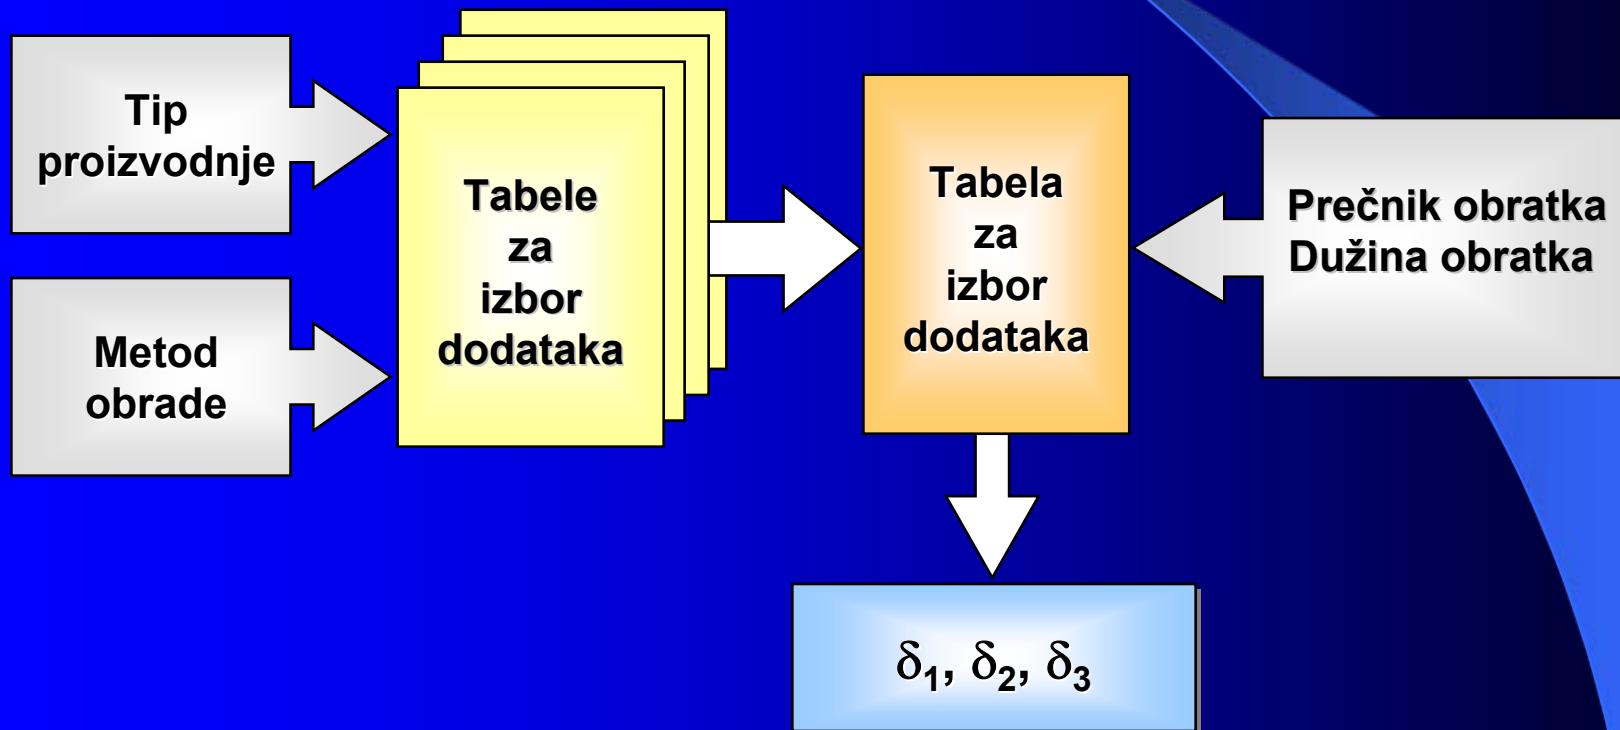 Tip
proizvodnje
Metod
obrade
Tabele
za
izbor
dodataka
Tabela
za
izbor
dodataka
Prečnik obratka
Dužina obratka
δ₁, δ₂, δ₃